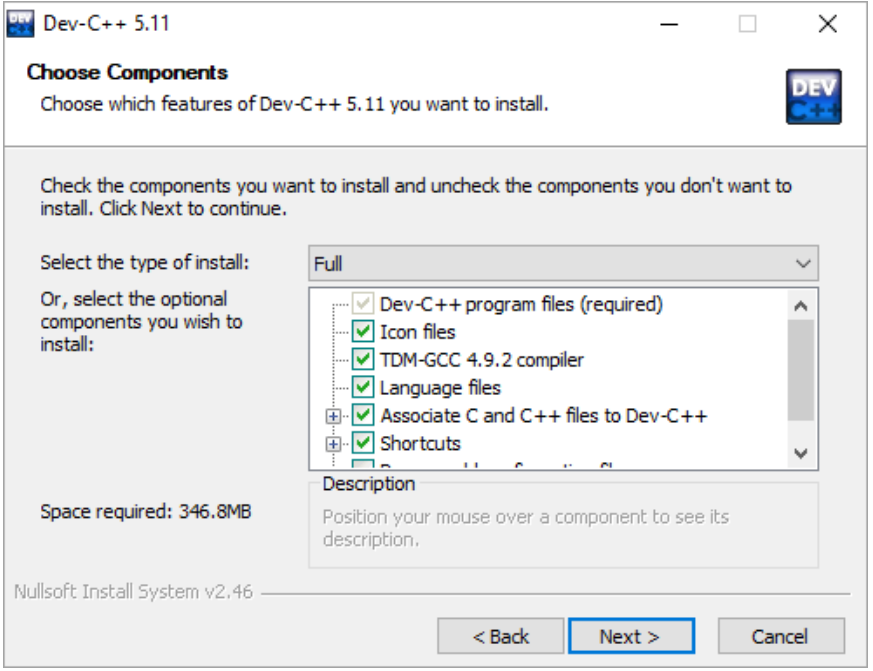 Dev-C++ 5.11
Choose Components
Choose which features of Dev-C++ 5.11 you want to install.
DEV
C++
Check the components you want to install and uncheck the components you don't want to
install. Click Next to continue.
Select the type of install:
Full
Or, select the optional
components you wish to
install:
Dev-C++ program files (required)
Icon files
TDM-GCC 4.9.2 compiler
Language files
Associate C and C++ files to Dev-C++
Shortcuts
Space required: 346.8MB
Description
Position your mouse over a component to see its
description.
Nullsoft Install System v2.46
< Back
Next >
Cancel